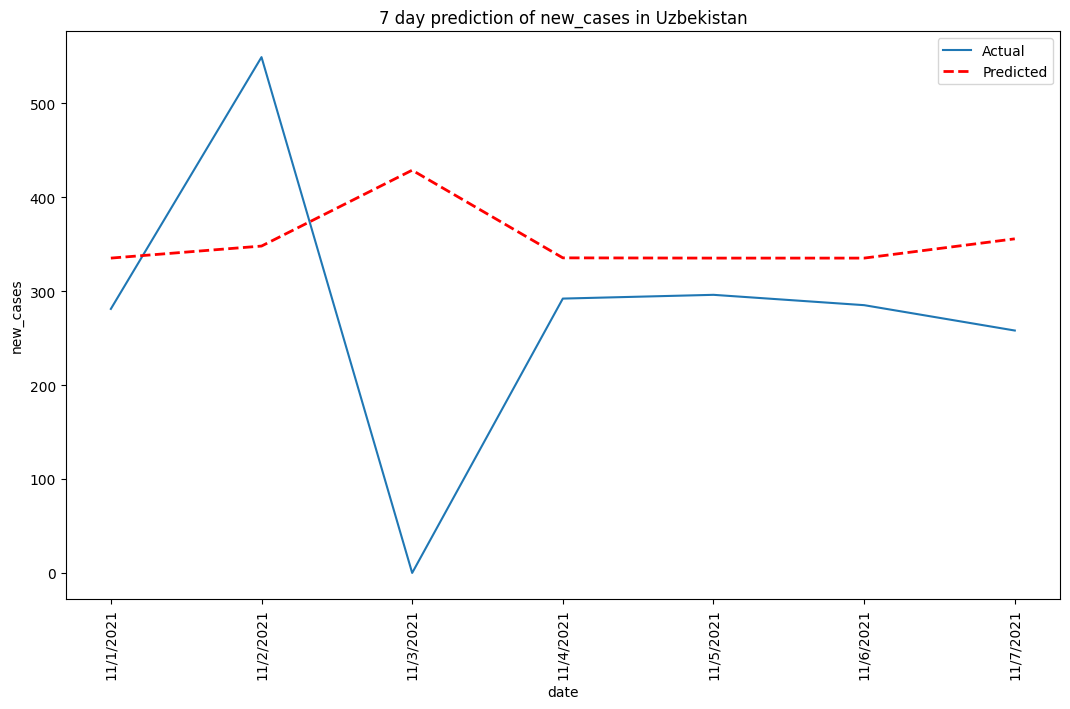 7 day prediction of new_cases in Uzbekistan
Actual
Predicted
new_cases
500
400
300
200
100
0
11/1/2021
11/2/2021
11/3/2021
11/4/2021
11/5/2021
11/6/2021
11/7/2021
date